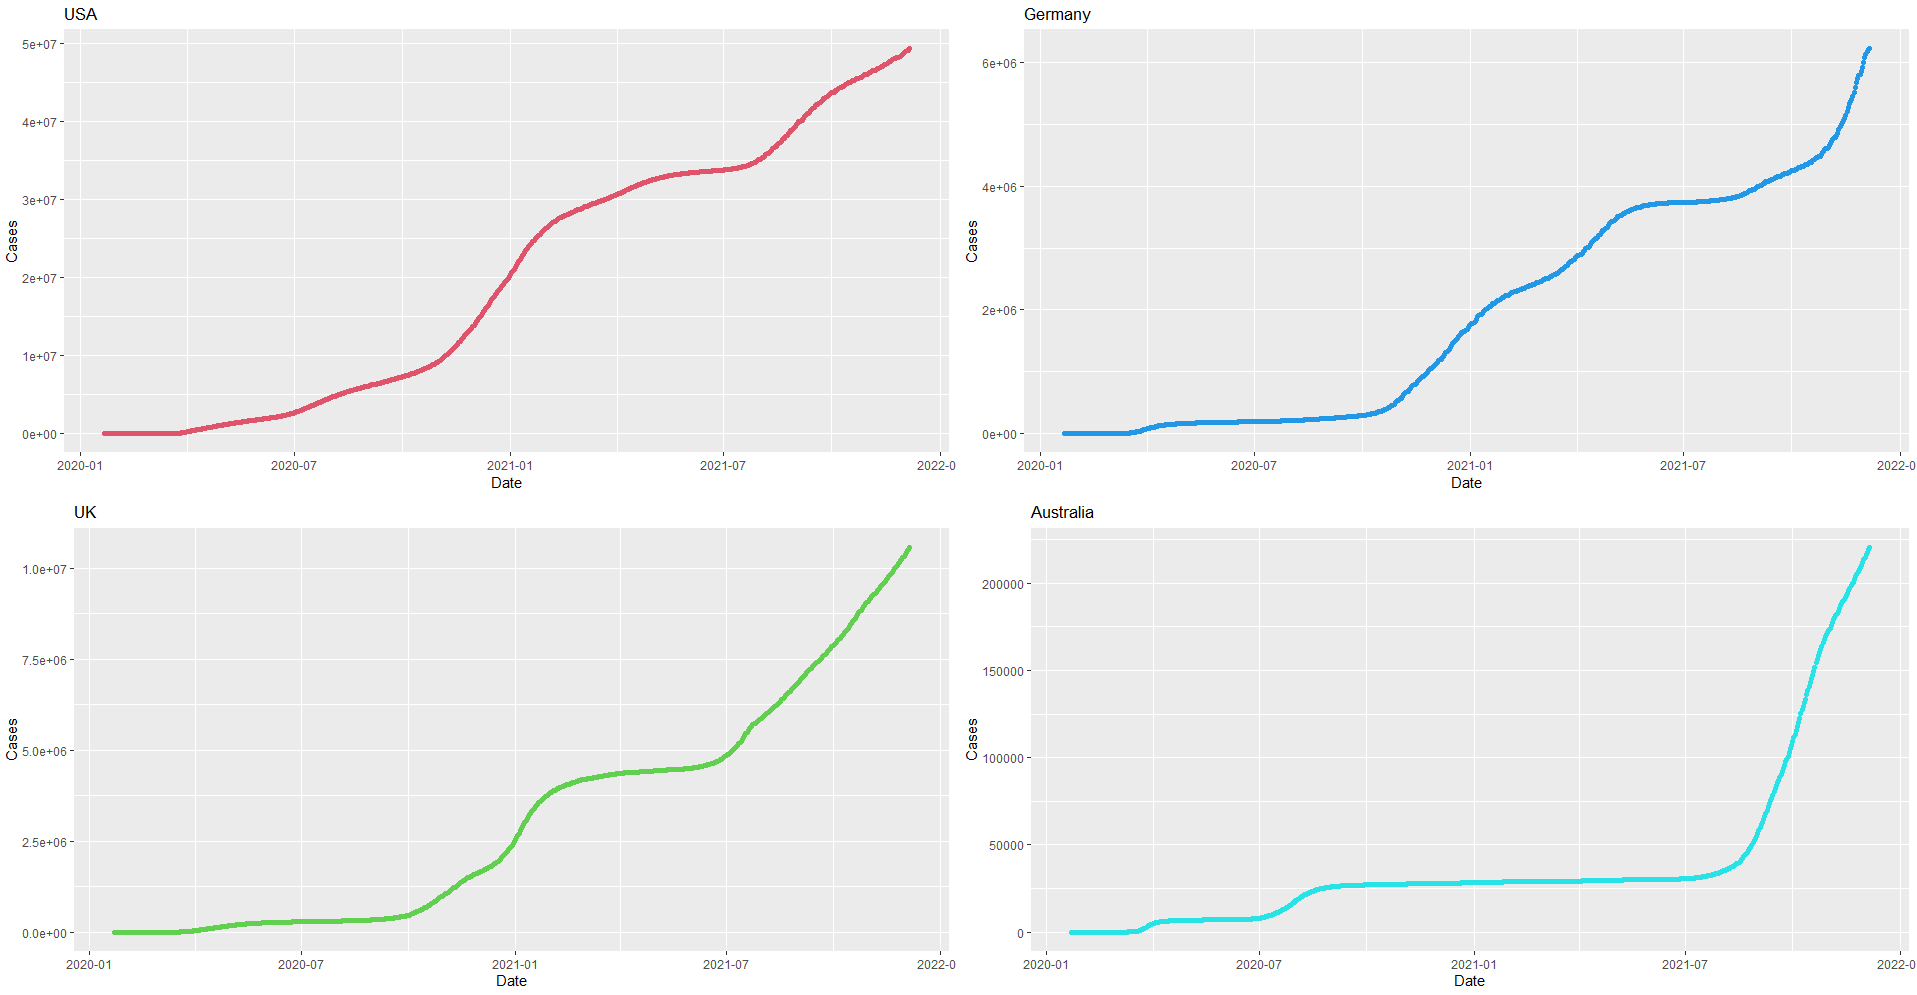 USA
5e+07
4e+07
3e+07
2e+07
1e+07
0e+00
Cases
2020-01 2020-07 2021-01 2021-07 2022-0
Date
Germany
6e+06
4e+06
2e+06
0e+00
Cases
2020-01 2020-07 2021-01 2021-07 2022-0
Date
UK
1.0e+07
7.5e+06
5.0e+06
2.5e+06
0.0e+00
Cases
2020-01 2020-07 2021-01 2021-07 2022-0
Date
Australia
200000
150000
100000
50000
0
Cases
2020-01 2020-07 2021-01 2021-07 2022-0
Date